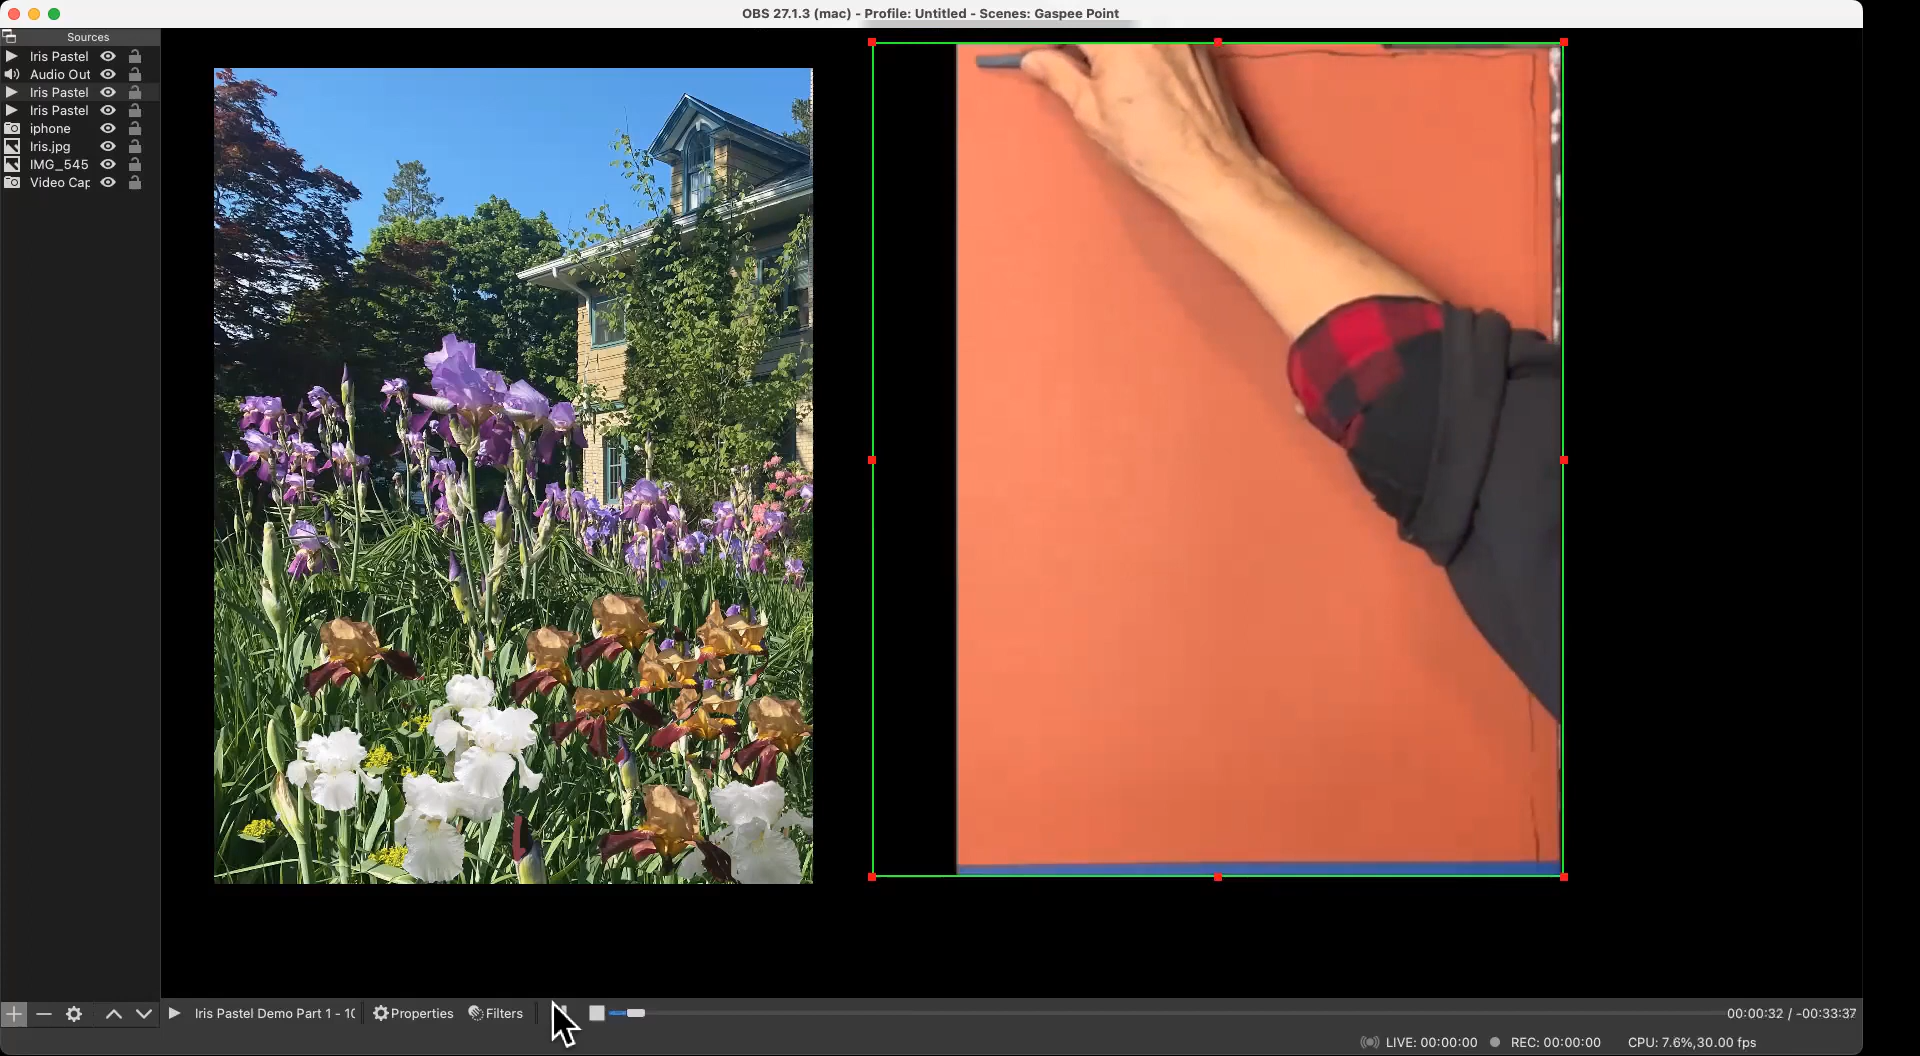 OBS 27.1.3 (mac) - Profile: Untitled - Scenes: Gaspee Point
Sources
Iris Pastel
Audio Out
Iris Pastel
Iris Pastel
iphone
Iris.jpg
IMG_545
Video Cap
Iris Pastel Demo Part 1 - 10
Properties
Filters
00:00:32 / -00:33:37
LIVE: 00:00:00
REC: 00:00:00
CPU: 7.6%,30.00 fps